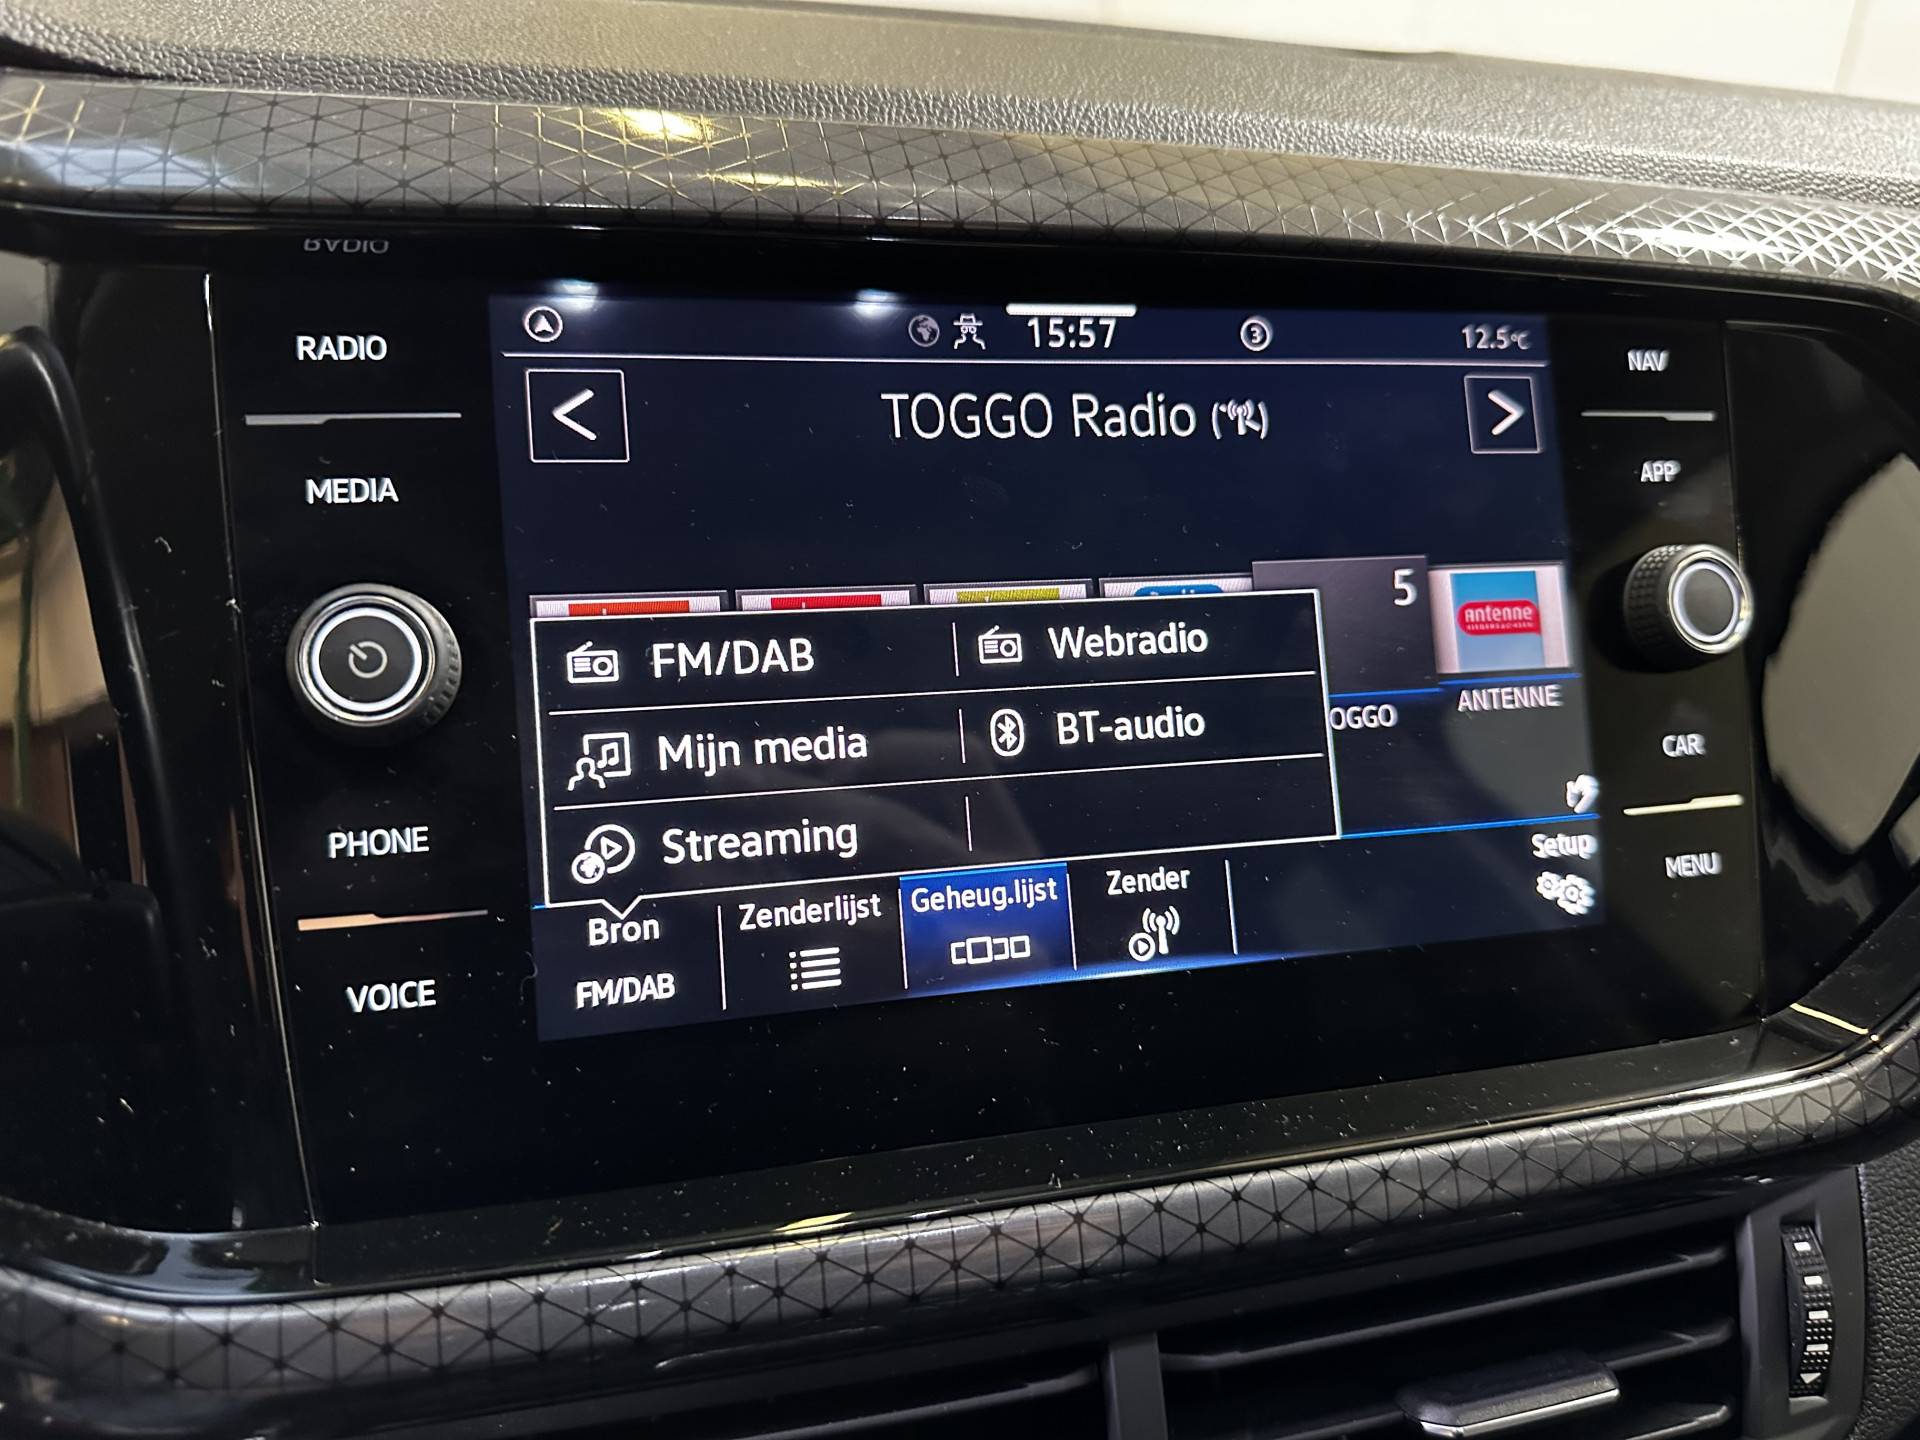 RADIO
MEDIA
PHONE
VOICE
15:57
3
12.5°C
TOGGO Radio
5
antenne
FM/DAB
Webradio
Mijn media
BT-audio
Streaming
OGGO
ANTENNE
Bron
FM/DAB
Zenderlijst
Geheug.lijst
Zender
Setup
NAV
APP
CAR
MENU